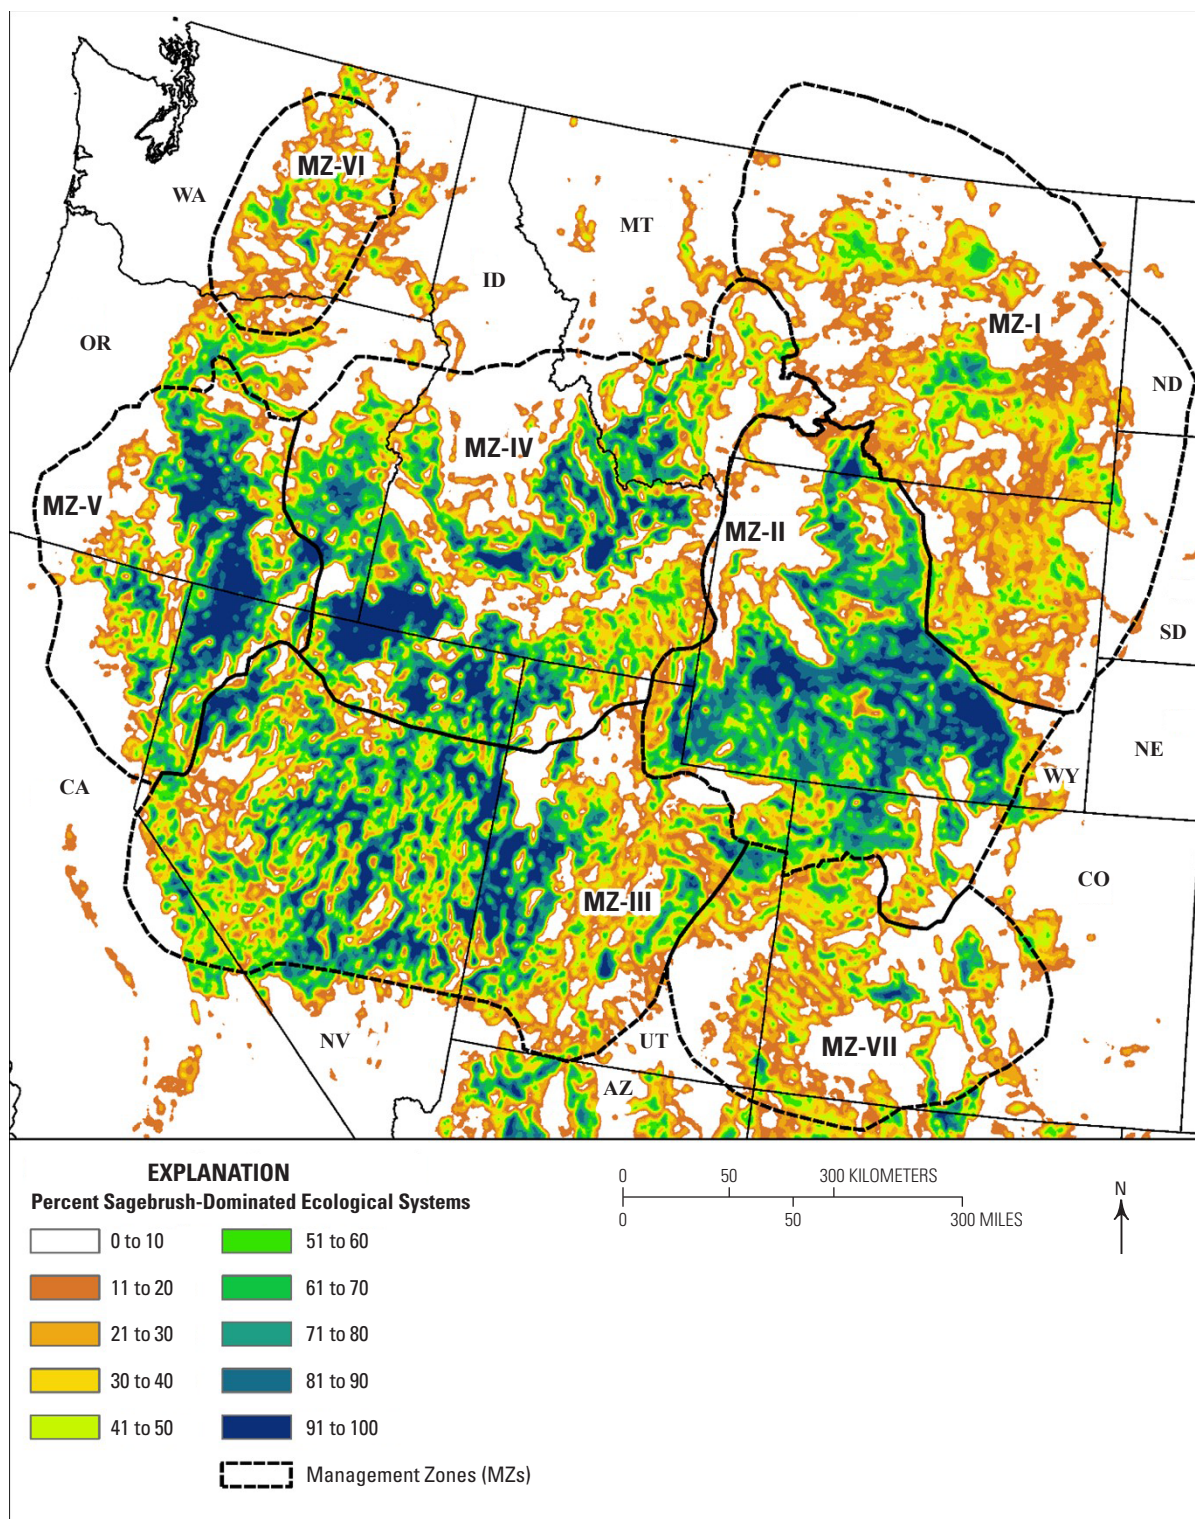 MZ-VI
WA
MT
ID
MZ-I
OR
ND
MZ-IV
MZ-V
MZ-II
SD
NE
WY
CA
CO
MZ-III
NV
UT
MZ-VII
AZ
EXPLANATION
Percent Sagebrush-Dominated Ecological Systems
0 to 10
11 to 20
21 to 30
30 to 40
41 to 50
51 to 60
61 to 70
71 to 80
81 to 90
91 to 100
Management Zones (MZs)
0 50 300 KILOMETERS
0 50 300 MILES
N